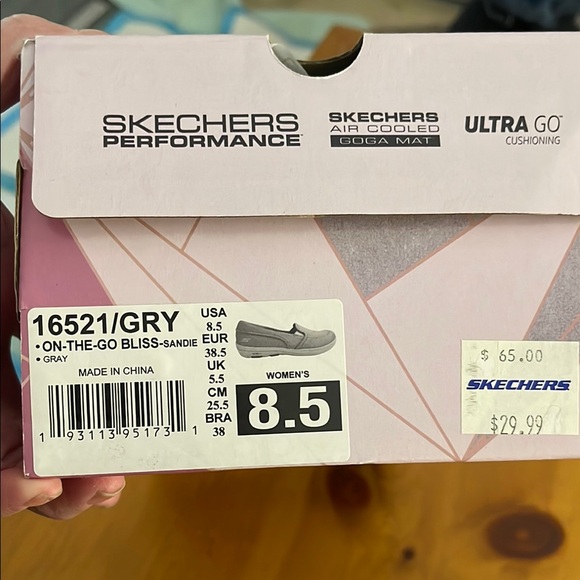 SKECHERS
PERFORMANCE
SKECHERS
AIR COOLED
GOGA MAT
ULTRA GO™
CUSHIONING
16521/GRY
• ON-THE-GO BLISS-SANDIE
• GRAY
MADE IN CHINA
1 93113 95173 1
USA
8.5
EUR
38.5
UK
5.5
CM
25.5
BRA
38
WOMEN'S
8.5
$ 65.00
SKECHERS
$29.99